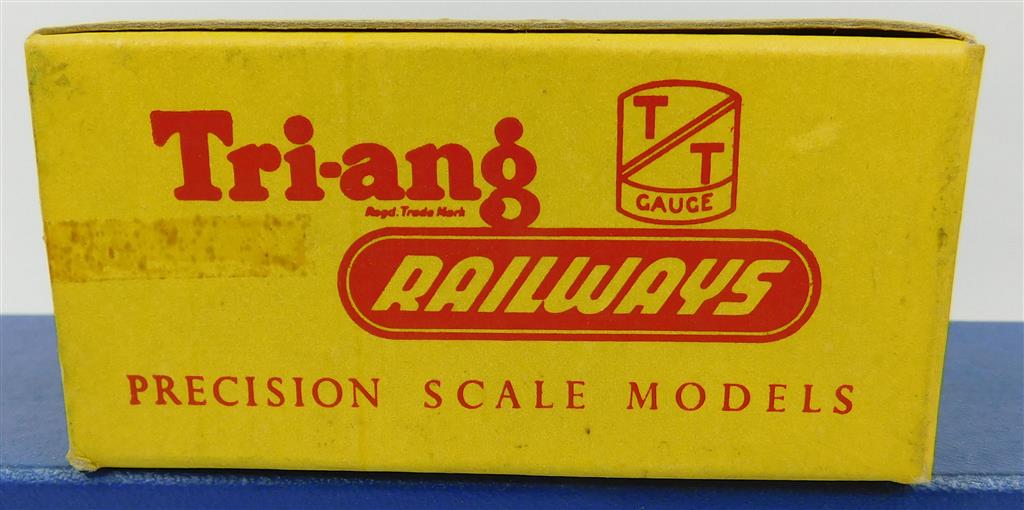 Tri-ang
Regd. Trade Mark
T
T
GAUGE
RAILWAYS
PRECISION SCALE MODELS